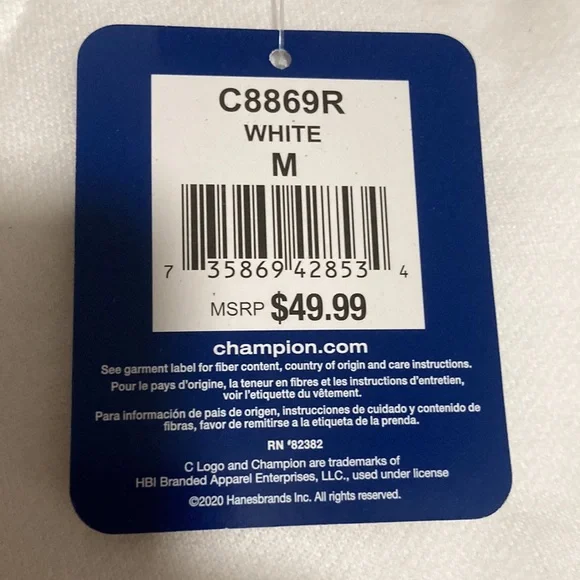 C8869R
WHITE
M
7 35869 42853 4
MSRP $49.99
champion.com
See garment label for fiber content, country of origin and care instructions.
Pour le pays d'origine, la teneur en fibres et les instructions d'entretien,
voir l'etiquette du vêtement.
Para información de pais de origen, instrucciones de cuidado y contenido de
fibras, favor de remitirse a la etiqueta de la prenda.
RN #82382
C Logo and Champion are trademarks of
HBI Branded Apparel Enterprises, LLC., used under license
©2020 Hanesbrands Inc. All rights reserved.